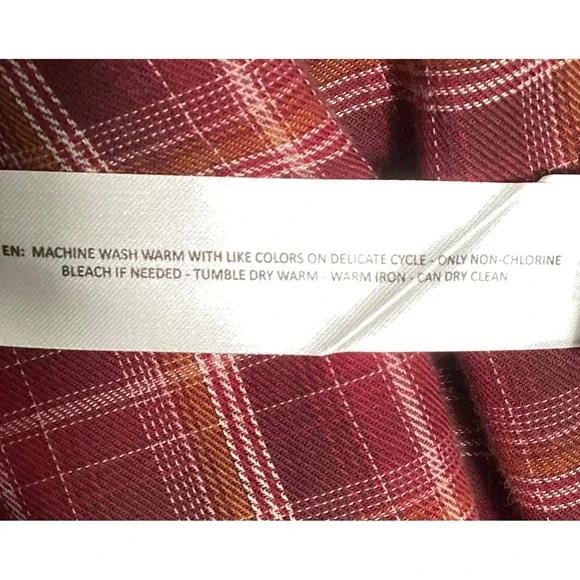 EN: MACHINE WASH WARM WITH LIKE COLORS ON DELICATE CYCLE - ONLY NON-CHLORINE
BLEACH IF NEEDED - TUMBLE DRY WARM - WARM IRON - CAN DRY CLEAN